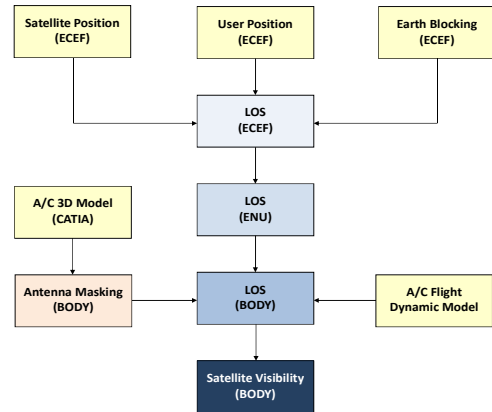 Satellite Position
(ECEF)
User Position
(ECEF)
Earth Blocking
(ECEF)
LOS
(ECEF)
A/C 3D Model
(CATIA)
LOS
(ENU)
Antenna Masking
(BODY)
LOS
(BODY)
A/C Flight
Dynamic Model
Satellite Visibility
(BODY)